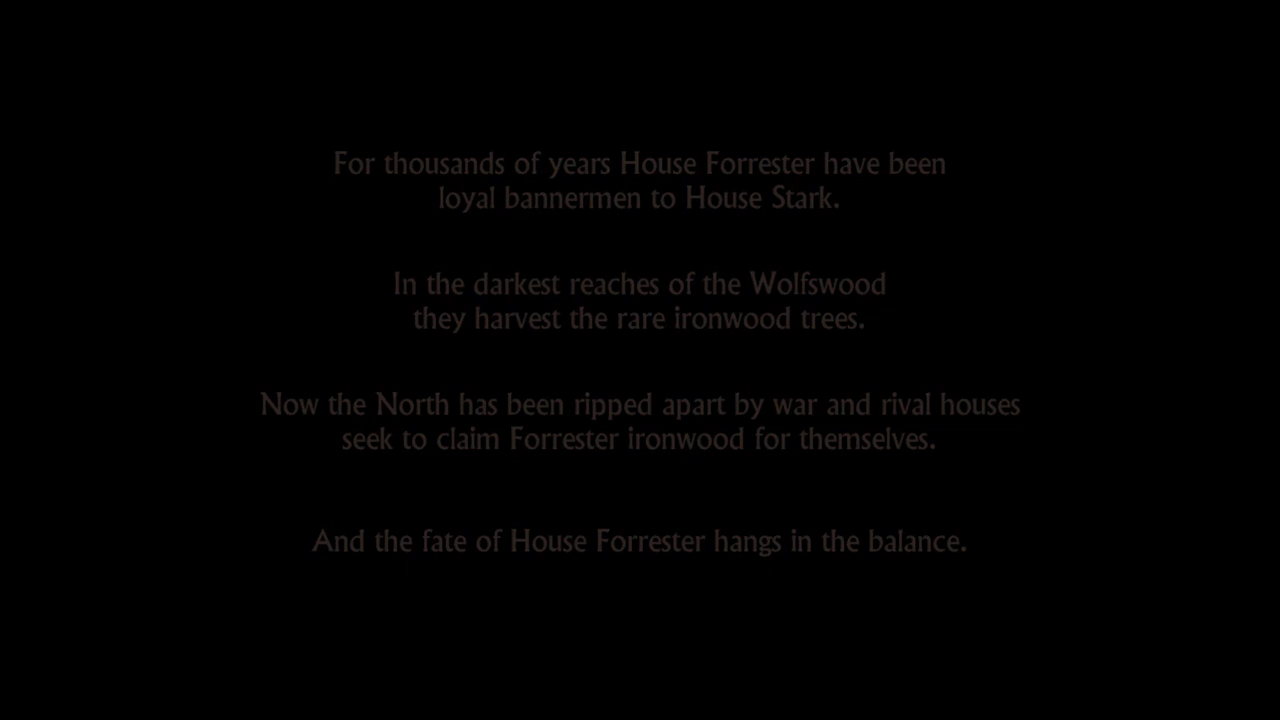 For thousands of years House Forrester have been
loyal bannermen to House Stark.
In the darkest reaches of the Wolfswood
they harvest the rare ironwood trees.
Now the North has been ripped apart by war and rival houses
seek to claim Forrester ironwood for themselves.
And the fate of House Forrester hangs in the balance.